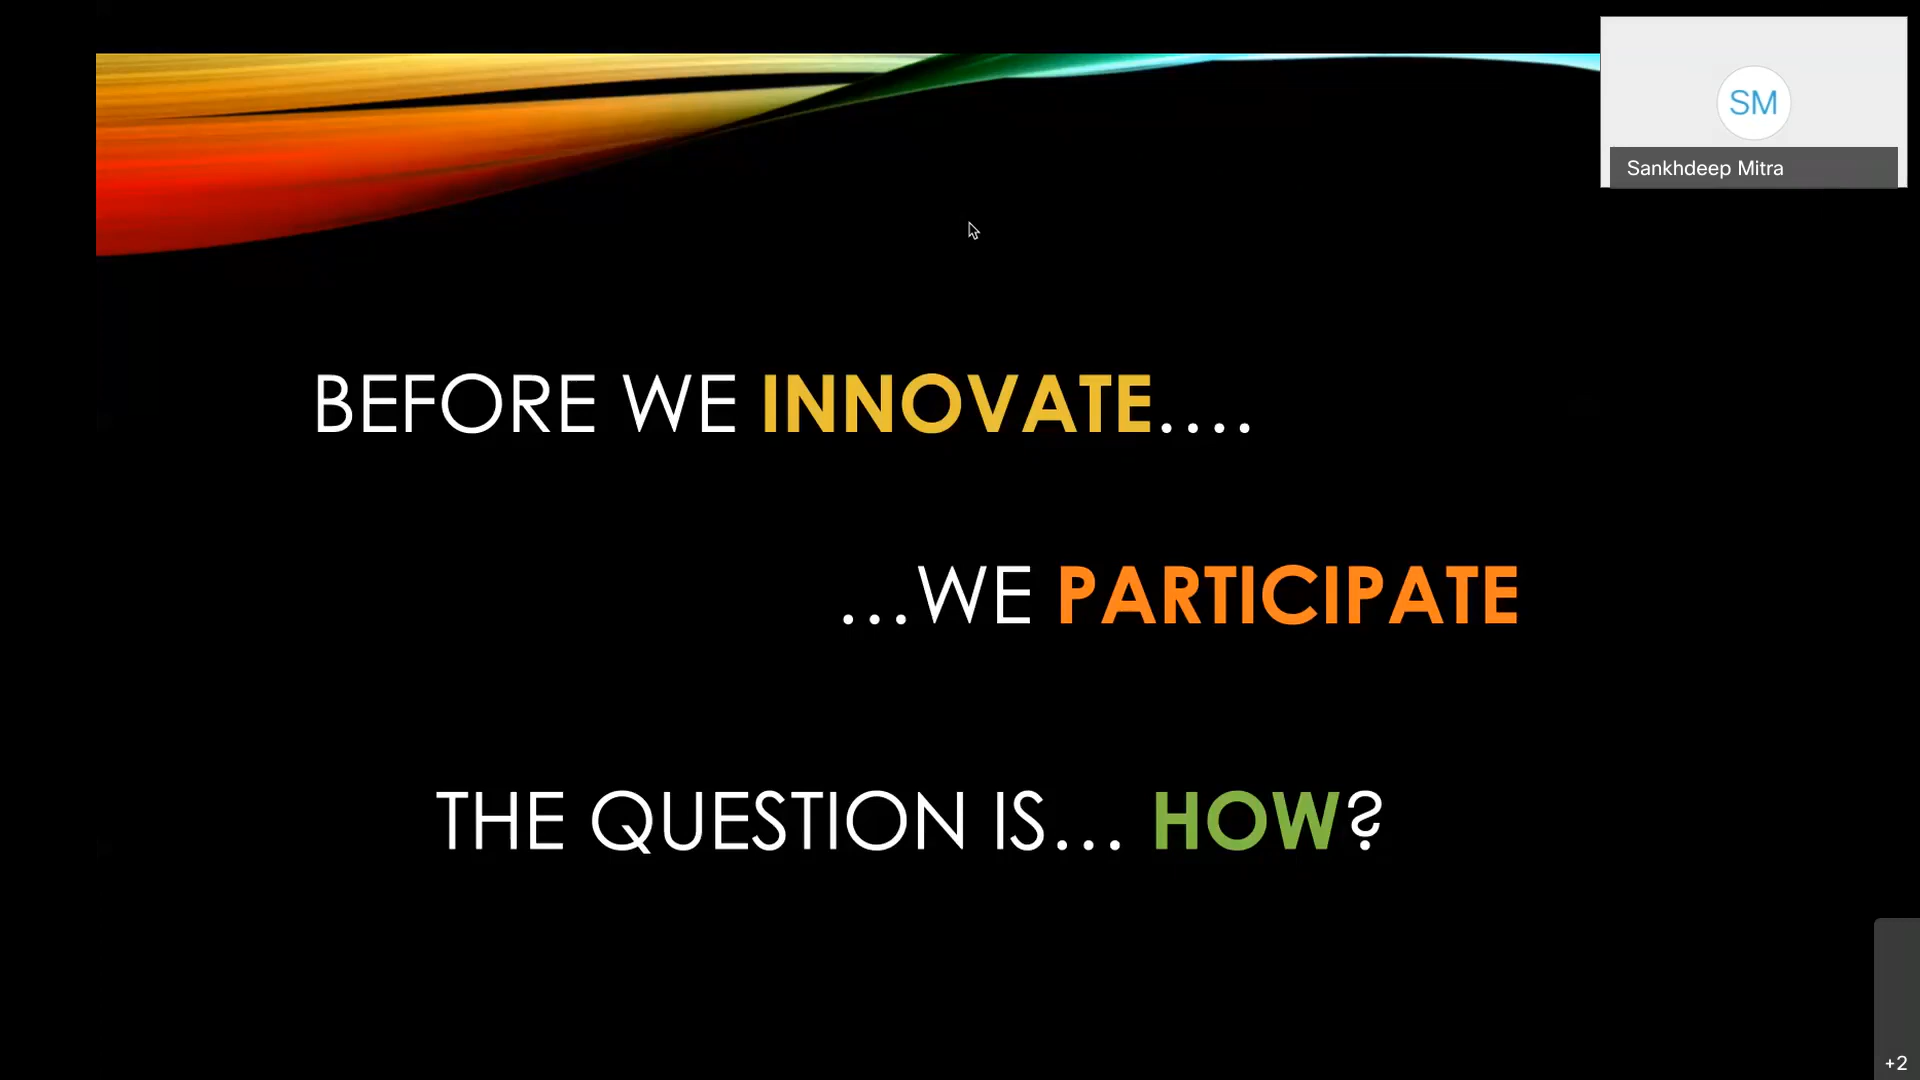 SM
Sankhdeep Mitra
BEFORE WE INNOVATE....
...WE PARTICIPATE
THE QUESTION IS... HOW?
+2